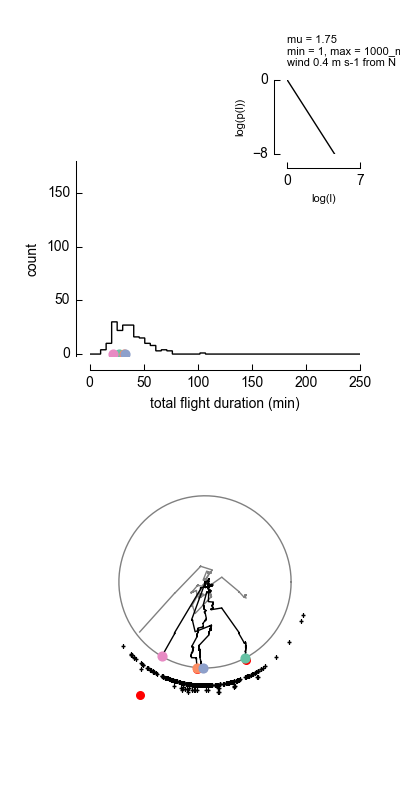 mu = 1.75
min = 1, max = 1000_m
wind 0.4 m s-1 from N
log(p(l))
0
−8
0 7
log(l)
count
150
100
50
0
0 50 100 150 200 250
total flight duration (min)